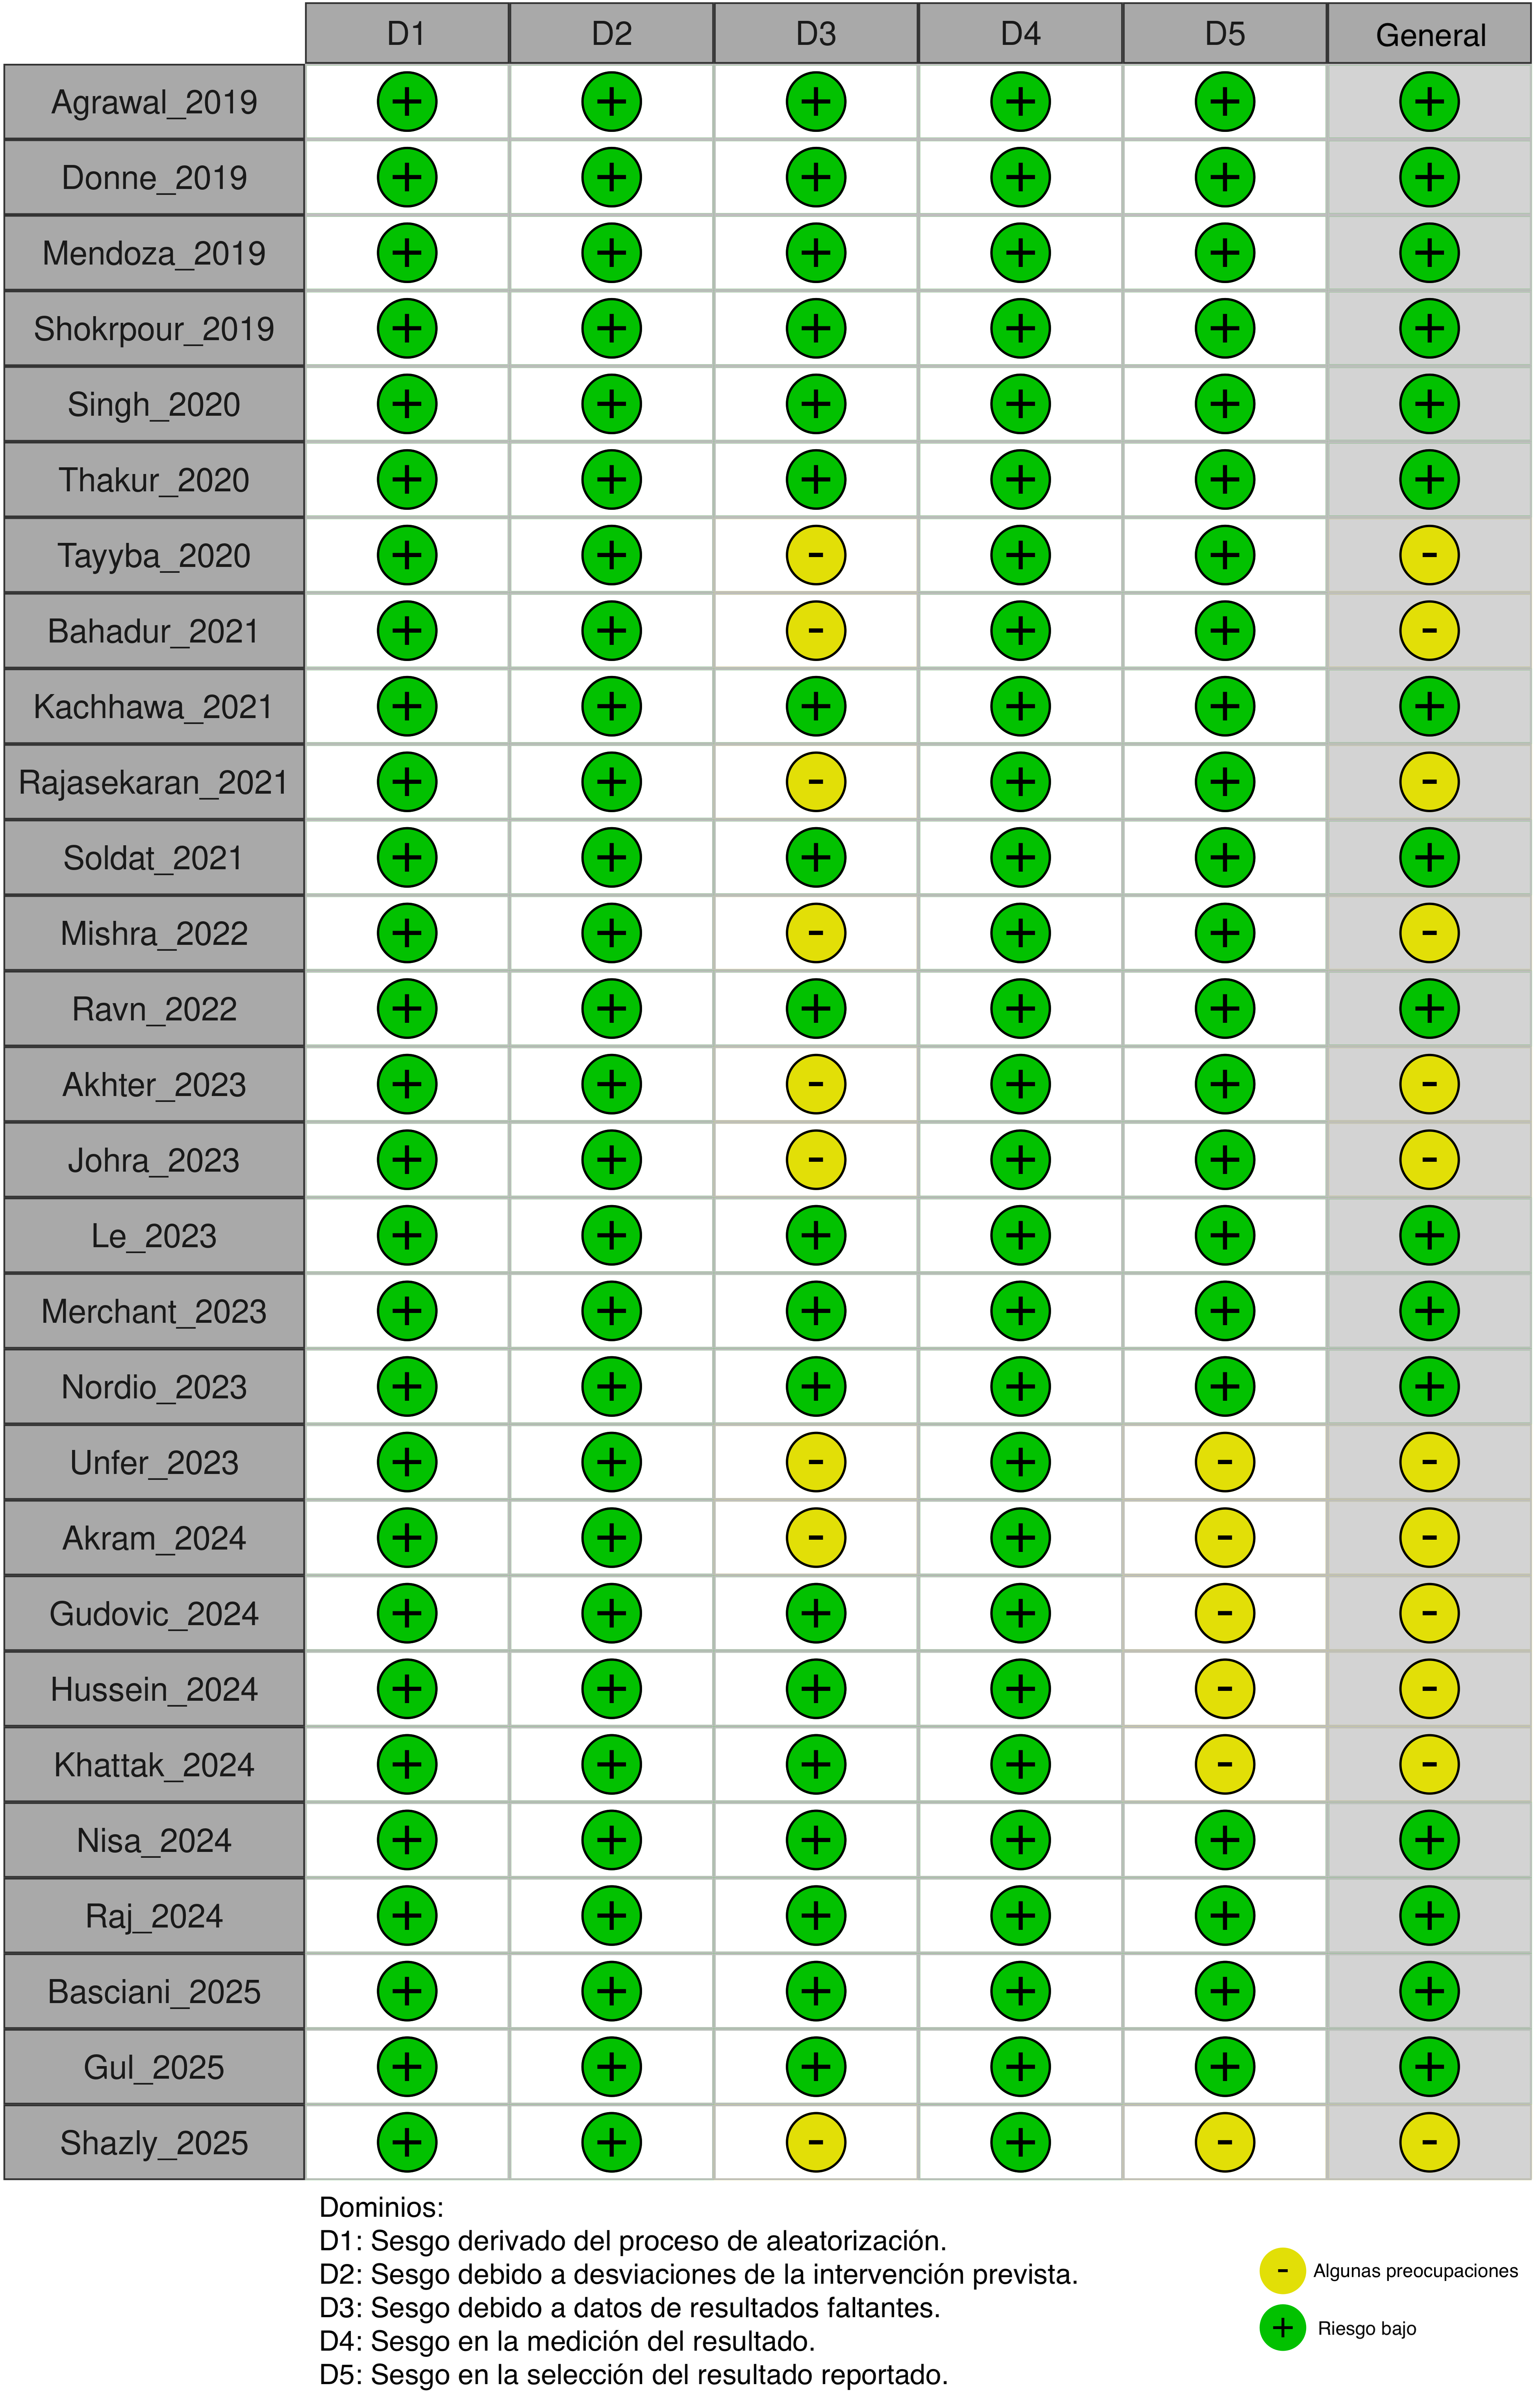 D1 D2 D3 D4 D5 General
Agrawal_2019 + + + + + +
Donne_2019 + + + + + +
Mendoza_2019 + + + + + +
Shokrpour_2019 + + + + + +
Singh_2020 + + + + + +
Thakur_2020 + + + + + +
Tayyba_2020 + + - + + -
Bahadur_2021 + + - + + -
Kachhawa_2021 + + + + + +
Rajasekaran_2021 + + - + + -
Soldat_2021 + + + + + +
Mishra_2022 + + - + + -
Ravn_2022 + + + + + +
Akhter_2023 + + - + + -
Johra_2023 + + - + + -
Le_2023 + + + + + +
Merchant_2023 + + + + + +
Nordio_2023 + + + + + +
Unfer_2023 + + - + - -
Akram_2024 + + - + - -
Gudovic_2024 + + + + - -
Hussein_2024 + + + + - -
Khattak_2024 + + + + - -
Nisa_2024 + + + + + +
Raj_2024 + + + + + +
Basciani_2025 + + + + + +
Gul_2025 + + + + + +
Shazly_2025 + + - + - -
Dominios:
D1: Sesgo derivado del proceso de aleatorización.
D2: Sesgo debido a desviaciones de la intervención prevista.
D3: Sesgo debido a datos de resultados faltantes.
D4: Sesgo en la medición del resultado.
D5: Sesgo en la selección del resultado reportado.
- Algunas preocupaciones
+ Riesgo bajo